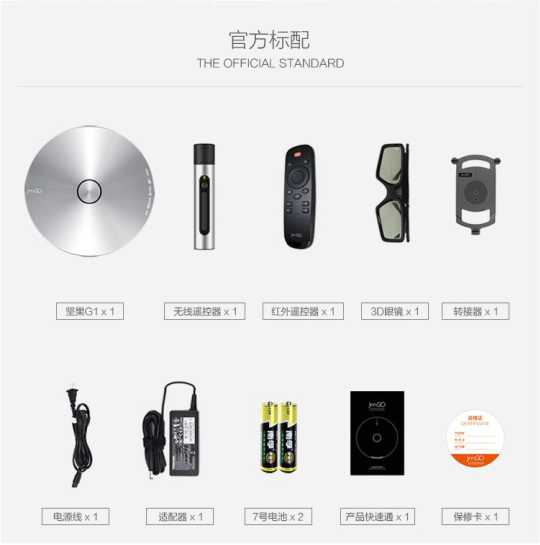 官方标配
THE OFFICIAL STANDARD
坚果G1 x 1
无线遥控器 x 1
红外遥控器 x 1
3D眼镜 x 1
转接器 x 1
JmGO
电源线 x 1
适配器 x 1
7号电池 x 2
产品快速通 x 1
保修卡 x 1